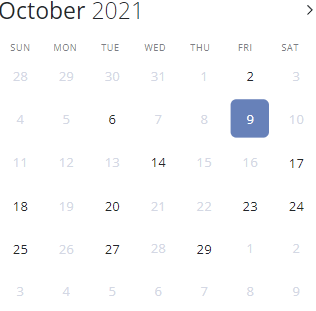 October 2021
SUN MON TUE WED THU FRI SAT
28 29 30 31 1 2 3
4 5 6 7 8 9 10
11 12 13 14 15 16 17
18 19 20 21 22 23 24
25 26 27 28 29 1 2
3 4 5 6 7 8 9